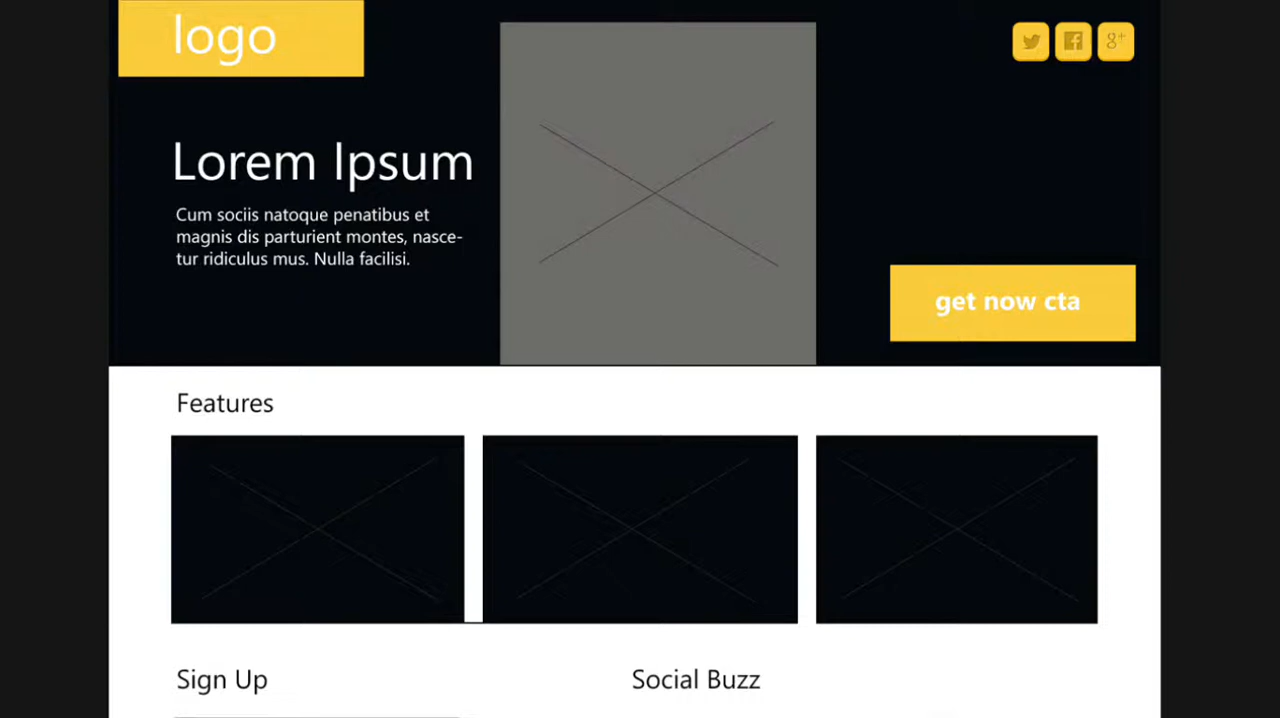 logo
g+
Lorem Ipsum
Cum sociis natoque penatibus et
magnis dis parturient montes, nasce-
tur ridiculus mus. Nulla facilisi.
get now cta
Features
Sign Up
Social Buzz